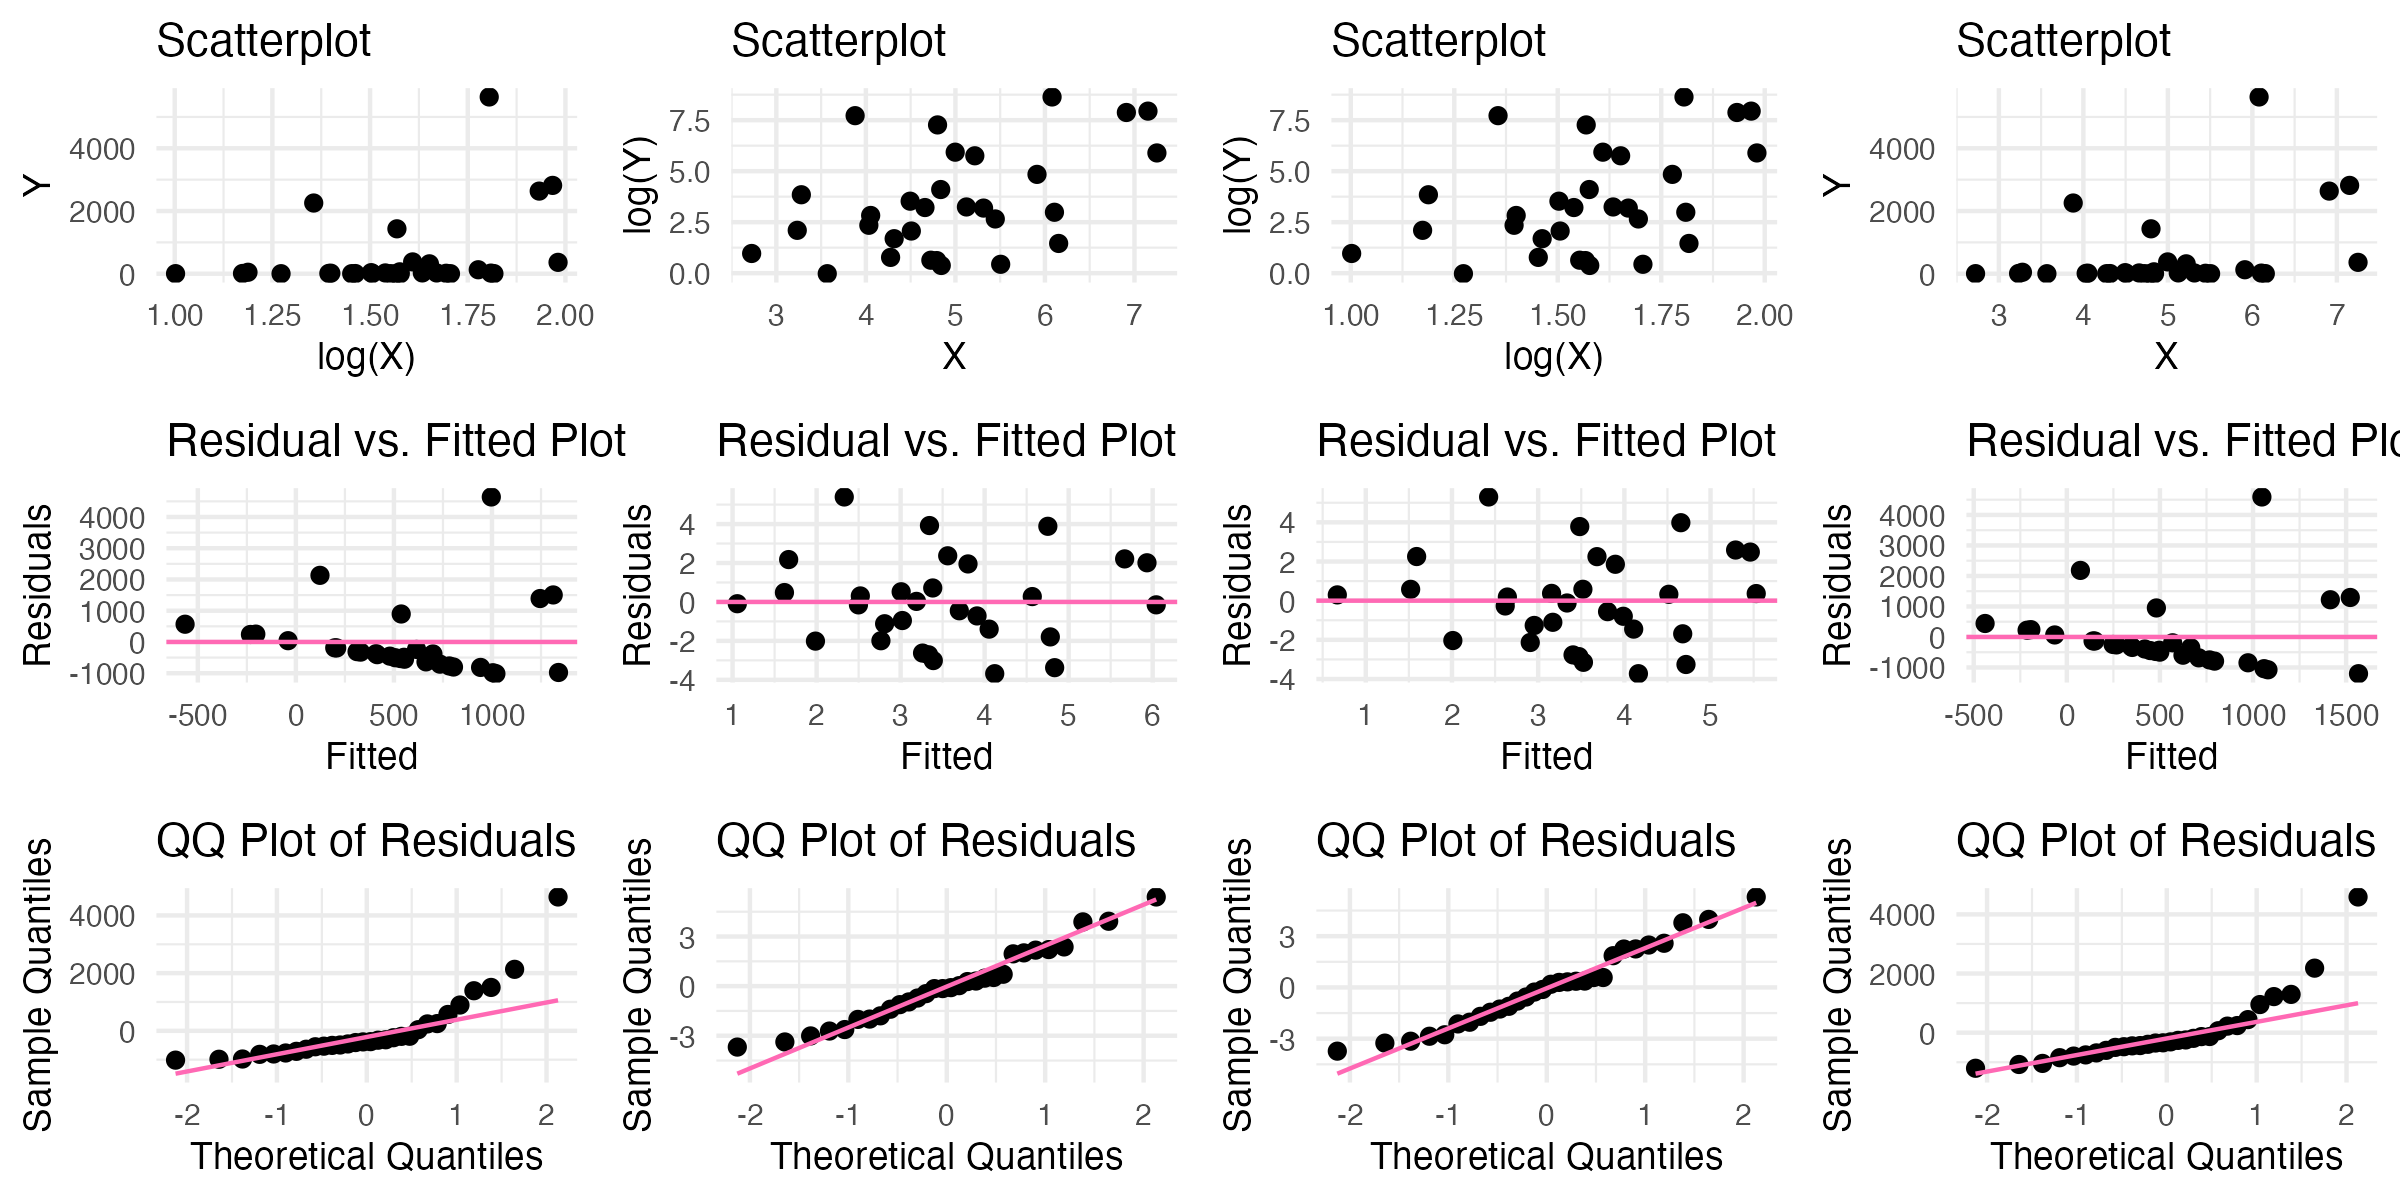 Scatterplot
Y
4000
2000
0
1.00 1.25 1.50 1.75 2.00
log(X)
Scatterplot
log(Y)
7.5
5.0
2.5
0.0
3 4 5 6 7
X
Scatterplot
log(Y)
7.5
5.0
2.5
0.0
1.00 1.25 1.50 1.75 2.00
log(X)
Scatterplot
Y
4000
2000
0
3 4 5 6 7
X
Residual vs. Fitted Plot
Residuals
4000
3000
2000
1000
0
-1000
-500 0 500 1000
Fitted
Residual vs. Fitted Plot
Residuals
4
2
0
-2
-4
1 2 3 4 5 6
Fitted
Residual vs. Fitted Plot
Residuals
4
2
0
-2
-4
1 2 3 4 5
Fitted
Residual vs. Fitted Plo
Residuals
4000
3000
2000
1000
0
-1000
-500 0 500 1000 1500
Fitted
QQ Plot of Residuals
Sample Quantiles
4000
2000
0
-2 -1 0 1 2
Theoretical Quantiles
QQ Plot of Residuals
Sample Quantiles
3
0
-3
-2 -1 0 1 2
Theoretical Quantiles
QQ Plot of Residuals
Sample Quantiles
3
0
-3
-2 -1 0 1 2
Theoretical Quantiles
QQ Plot of Residuals
Sample Quantiles
4000
2000
0
-2 -1 0 1 2
Theoretical Quantiles